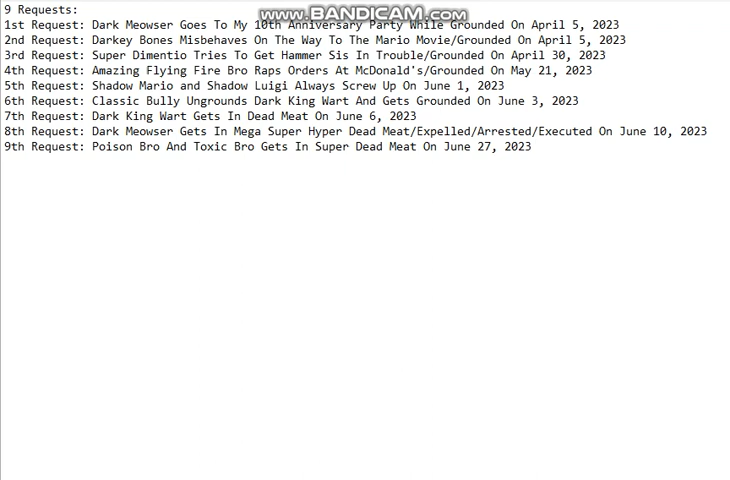 www.BANDICAM.com
9 Requests:
1st Request: Dark Meowser Goes To My 10th Anniversary Party While Grounded On April 5, 2023
2nd Request: Darkey Bones Misbehaves On The Way To The Mario Movie/Grounded On April 5, 2023
3rd Request: Super Dimentio Tries To Get Hammer Sis In Trouble/Grounded On April 30, 2023
4th Request: Amazing Flying Fire Bro Raps Orders At McDonald's/Grounded On May 21, 2023
5th Request: Shadow Mario and Shadow Luigi Always Screw Up On June 1, 2023
6th Request: Classic Bully Ungrounds Dark King Wart And Gets Grounded On June 3, 2023
7th Request: Dark King Wart Gets In Dead Meat On June 6, 2023
8th Request: Dark Meowser Gets In Mega Super Hyper Dead Meat/Expelled/Arrested/Executed On June 10, 2023
9th Request: Poison Bro And Toxic Bro Gets In Super Dead Meat On June 27, 2023